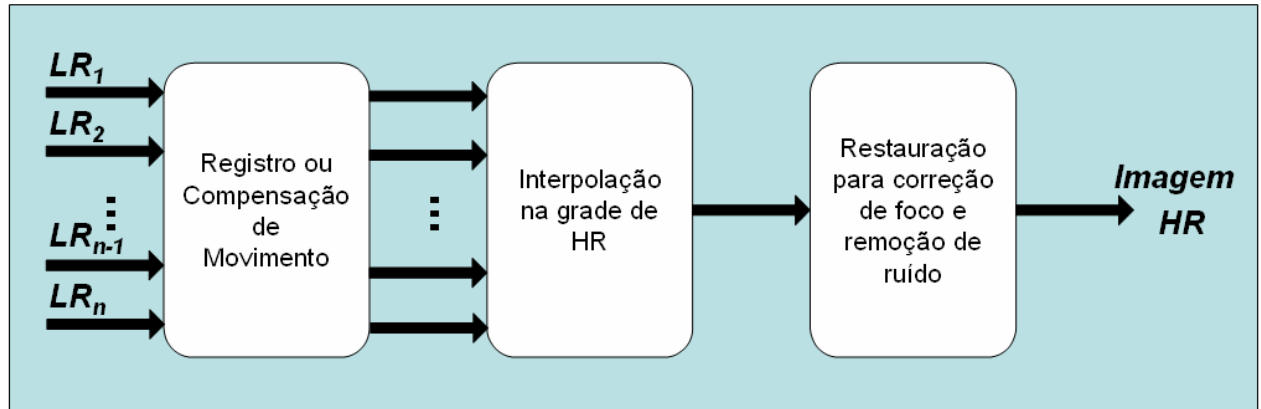 LR1
LR2
LRn-1
LRn
Registro ou
Compensação
de
Movimento
Interpolação
na grade de
HR
Restauração
para correção
de foco e
remoção de
ruído
Imagem
HR